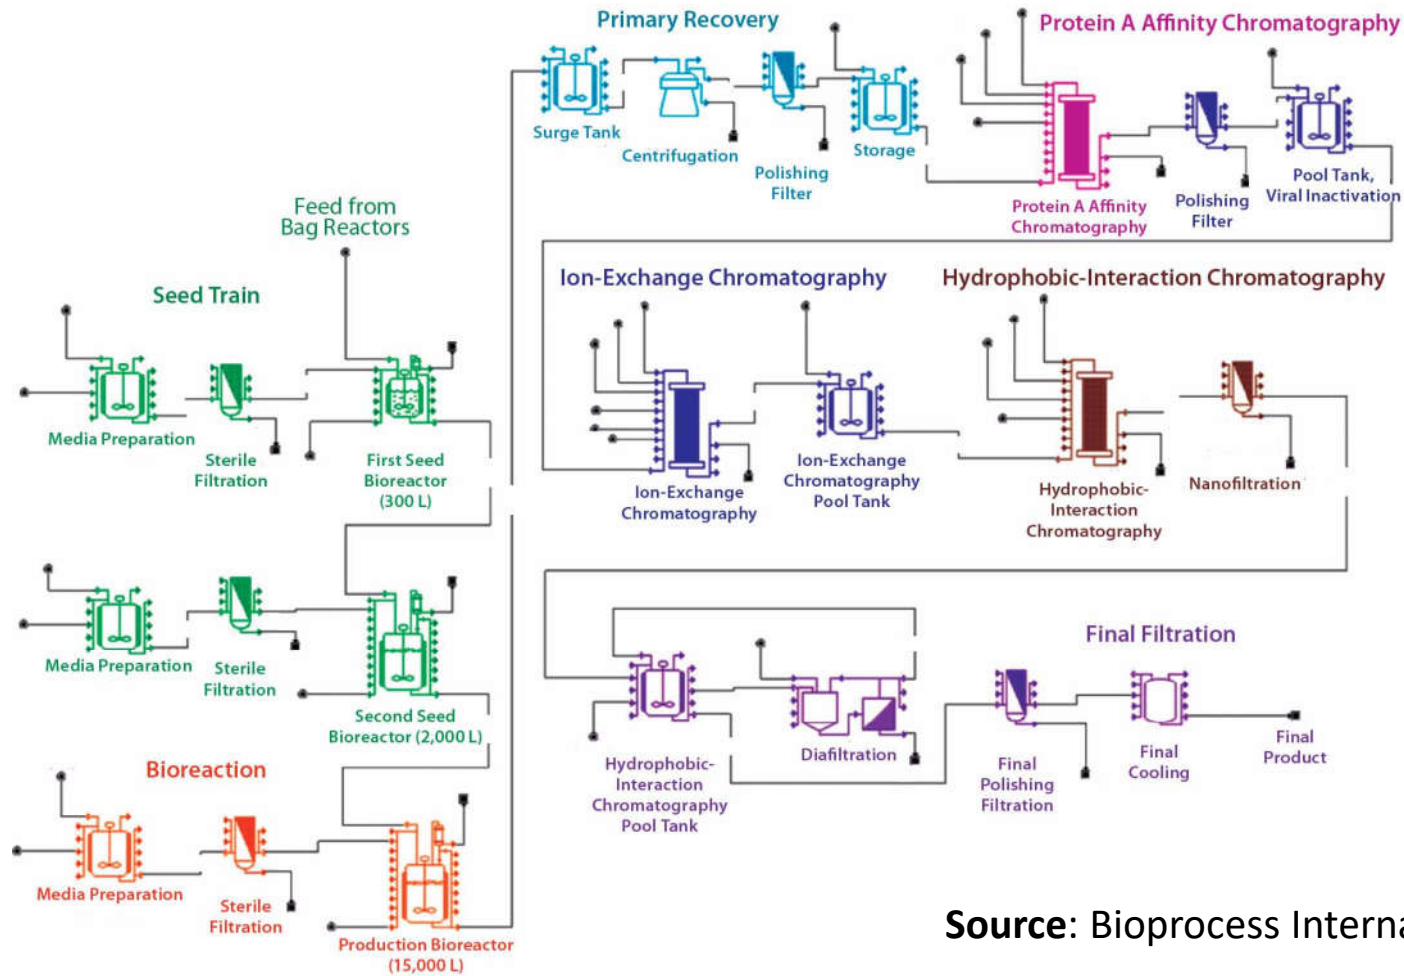 Primary Recovery
Surge Tank
Centrifugation
Polishing
Filter
Storage
Protein A Affinity Chromatography
Protein A Affinity
Chromatography
Polishing
Filter
Pool Tank,
Viral Inactivation
Feed from
Bag Reactors
Seed Train
Media Preparation
Sterile
Filtration
First Seed
Bioreactor
(300 L)
Media Preparation
Sterile
Filtration
Second Seed
Bioreactor (2,000 L)
Bioreaction
Media Preparation
Sterile
Filtration
Production Bioreactor
(15,000 L)
Ion-Exchange Chromatography
Ion-Exchange
Chromatography
Ion-Exchange
Chromatography
Pool Tank
Hydrophobic-Interaction Chromatography
Hydrophobic-
Interaction
Chromatography
Nanofiltration
Hydrophobic-
Interaction
Chromatography
Pool Tank
Diafiltration
Final Filtration
Final
Polishing
Filtration
Final
Cooling
Final
Product
Source: Bioprocess Interna